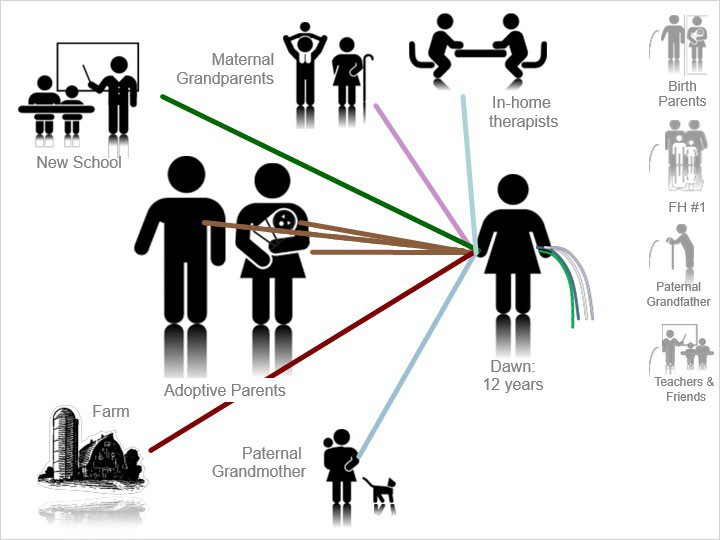 Maternal
Grandparents
In-home
therapists
Birth
Parents
New School
FH #1
Paternal
Grandfather
Dawn:
12 years
Adoptive Parents
Teachers &
Friends
Farm
Paternal
Grandmother